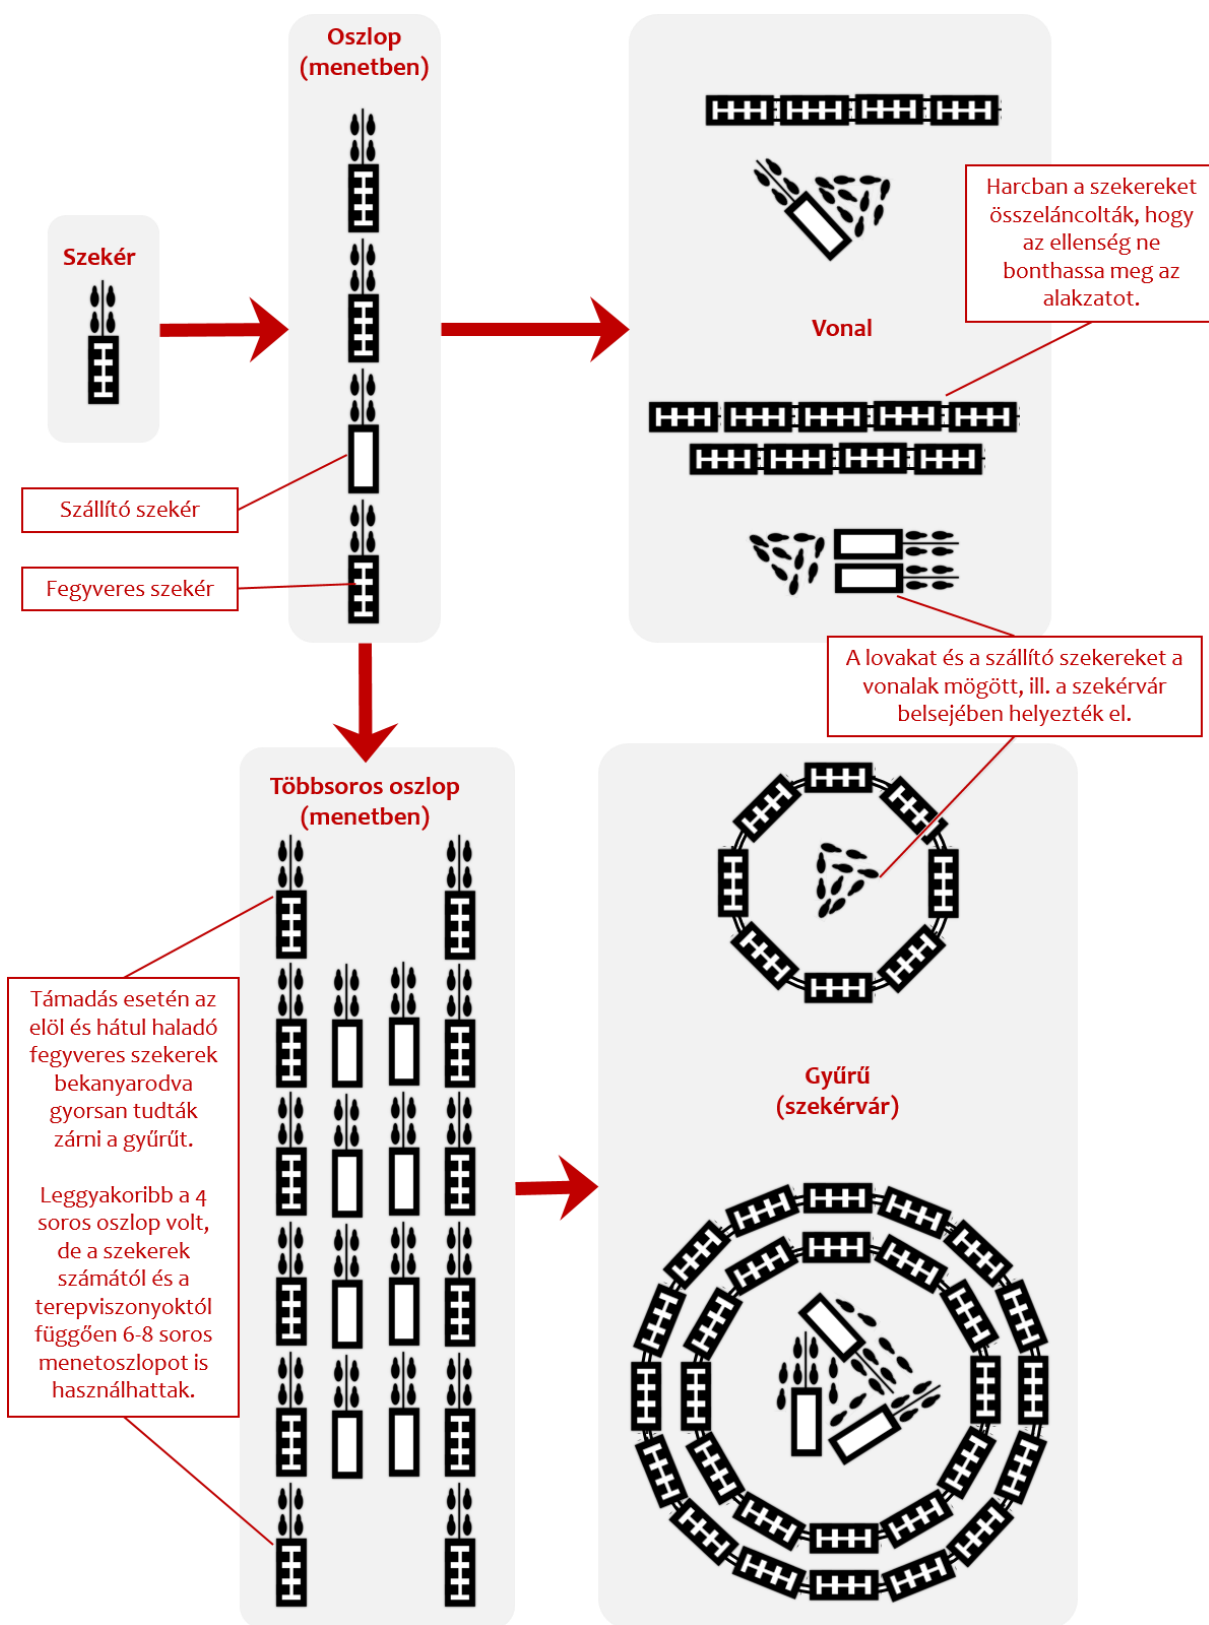 Oszlop
(menetben)
Szekér
Szállító szekér
Fegyveres szekér
Vonal
Harcban a szekereket
összeláncolták, hogy
az ellenség ne
bonthassa meg az
alakzatot.
A lovakat és a szállító szekereket a
vonalak mögött, ill. a szekérvár
belsejében helyezték el.
Többsoros oszlop
(menetben)
Támadás esetén az
elöl és hátul haladó
fegyveres szekerek
bekanyarodva
gyorsan tudták
zárni a gyűrűt.
Leggyakoribb a 4
soros oszlop volt,
de a szekerek
számától és a
terepviszonyoktól
függően 6-8 soros
menetoszlopot is
használhattak.
Gyűrű
(szekérvár)